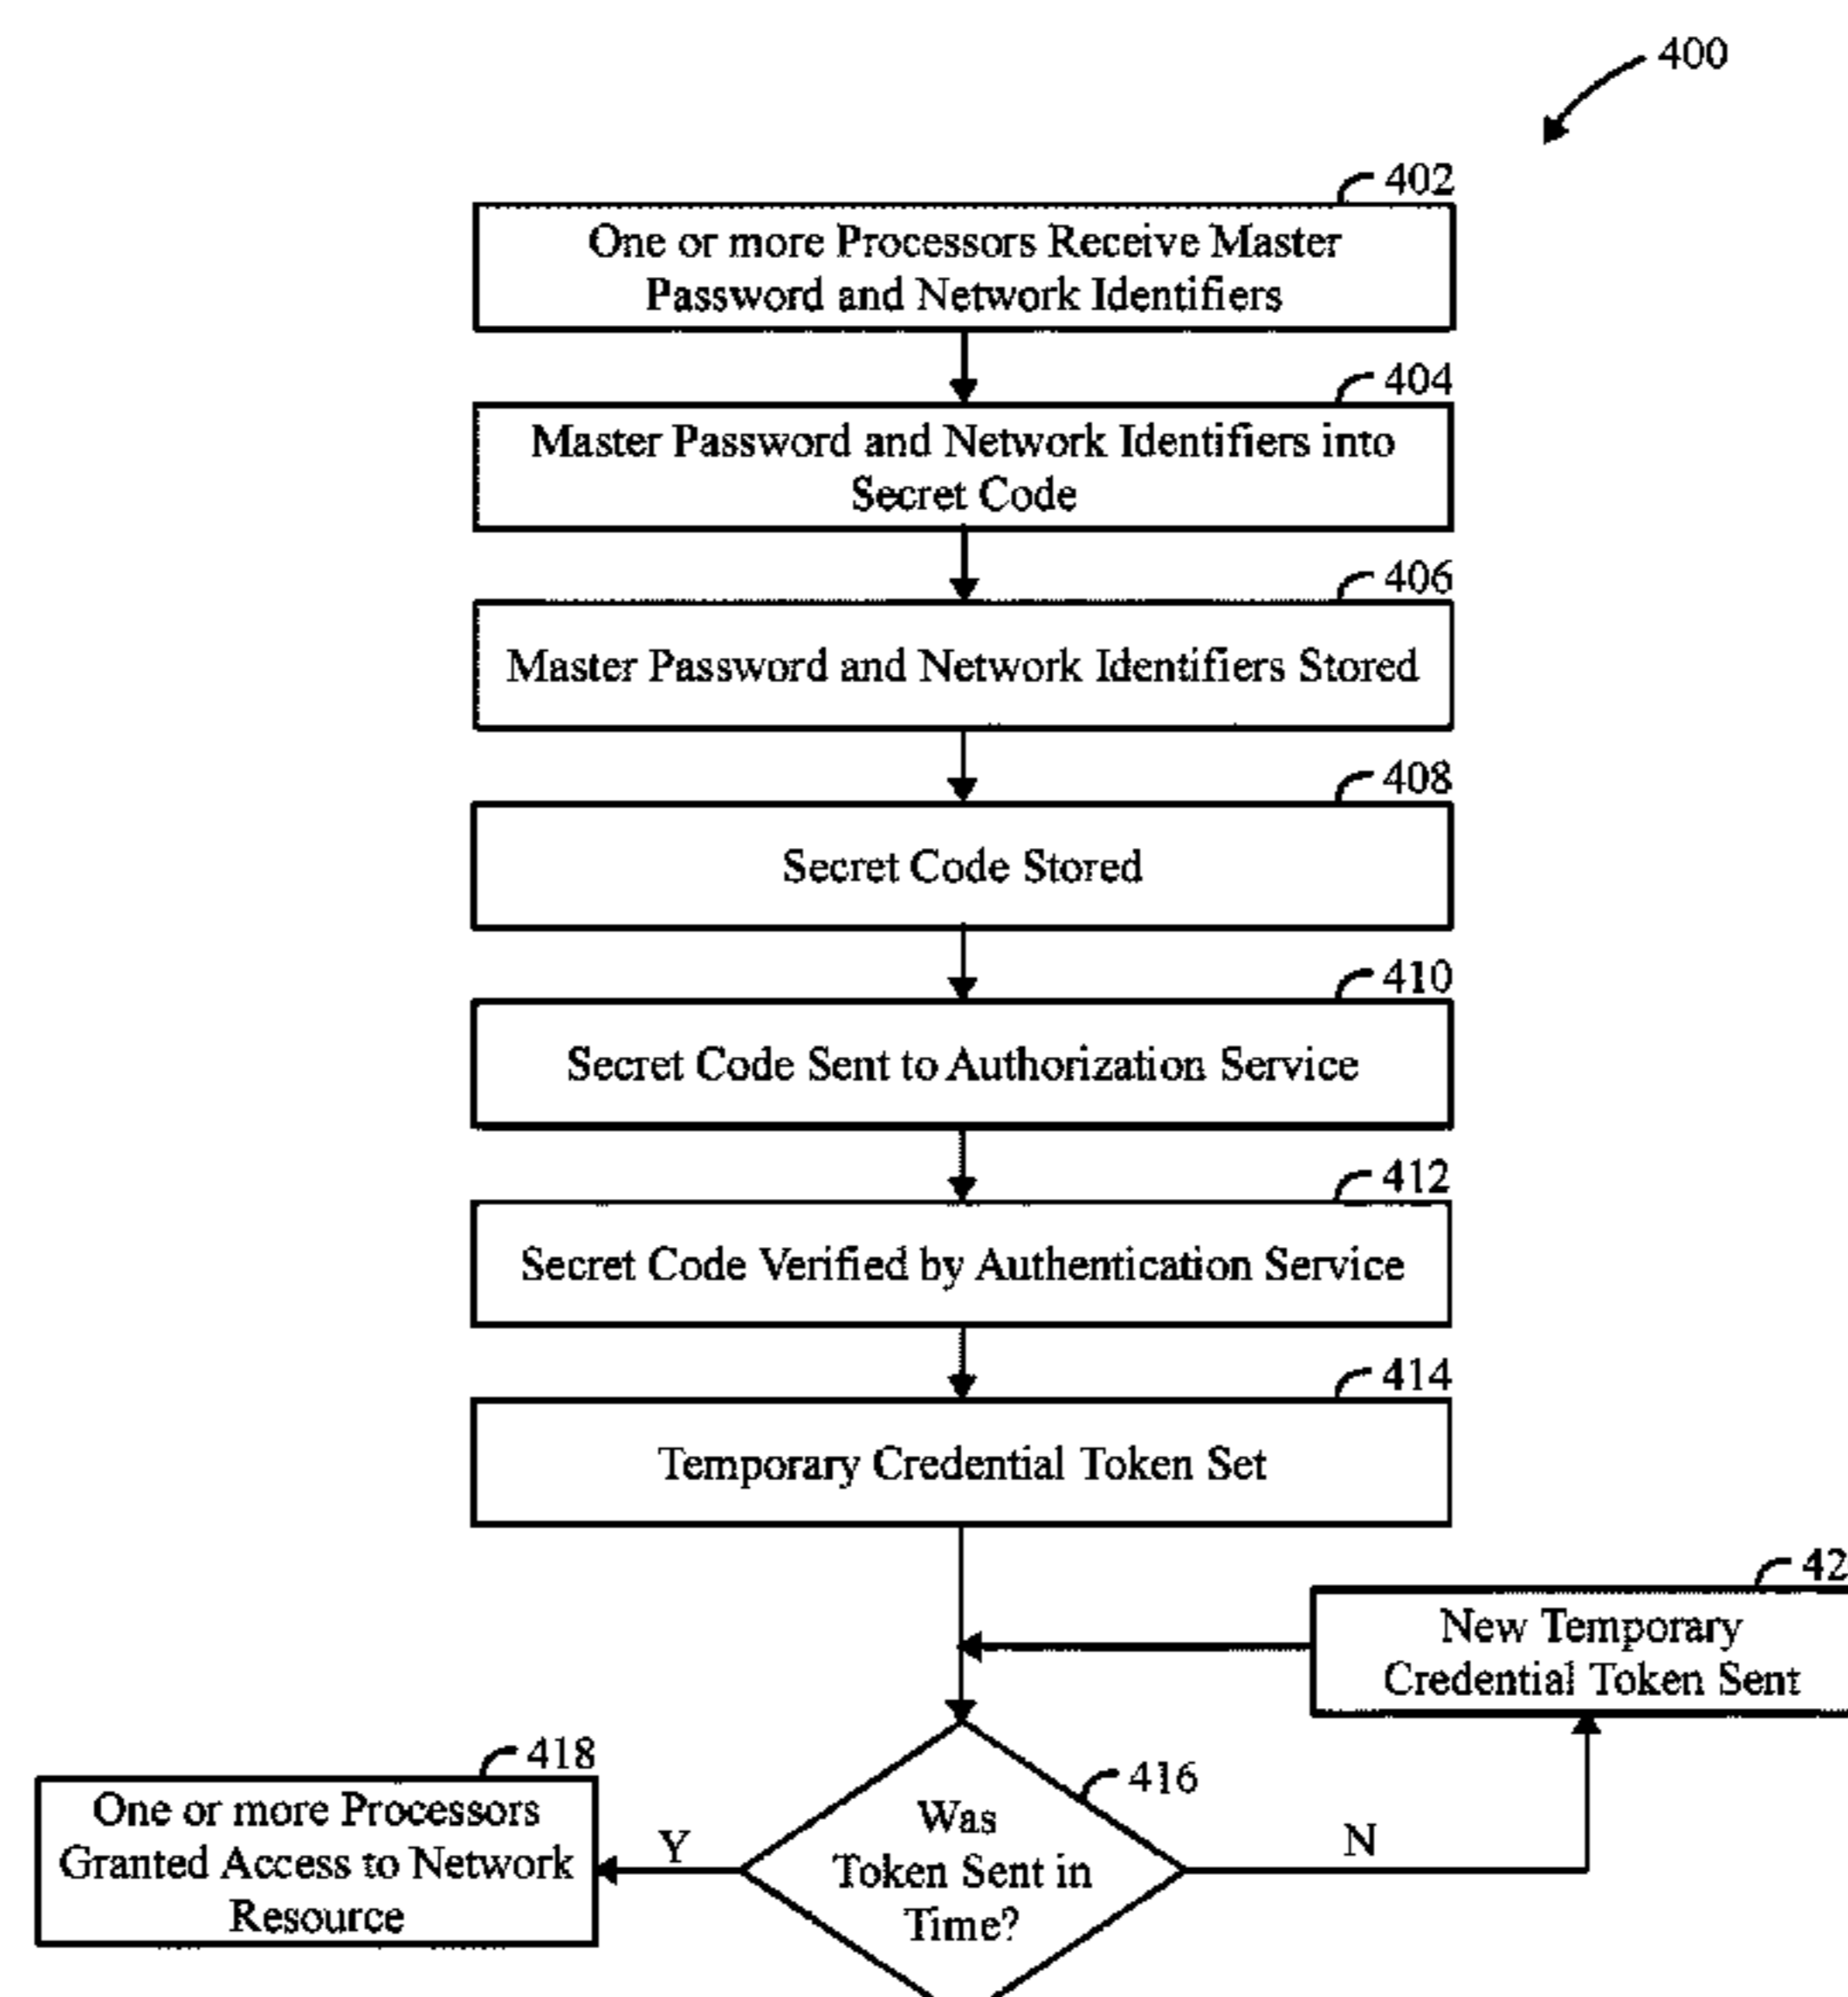 400
402
One or more Processors Receive Master
Password and Network Identifiers
404
Master Password and Network Identifiers into
Secret Code
406
Master Password and Network Identifiers Stored
408
Secret Code Stored
410
Secret Code Sent to Authorization Service
412
Secret Code Verified by Authentication Service
414
Temporary Credential Token Set
42
New Temporary
Credential Token Sent
418
One or more Processors
Granted Access to Network
Resource
Y
416
Was
Token Sent in
Time?
N